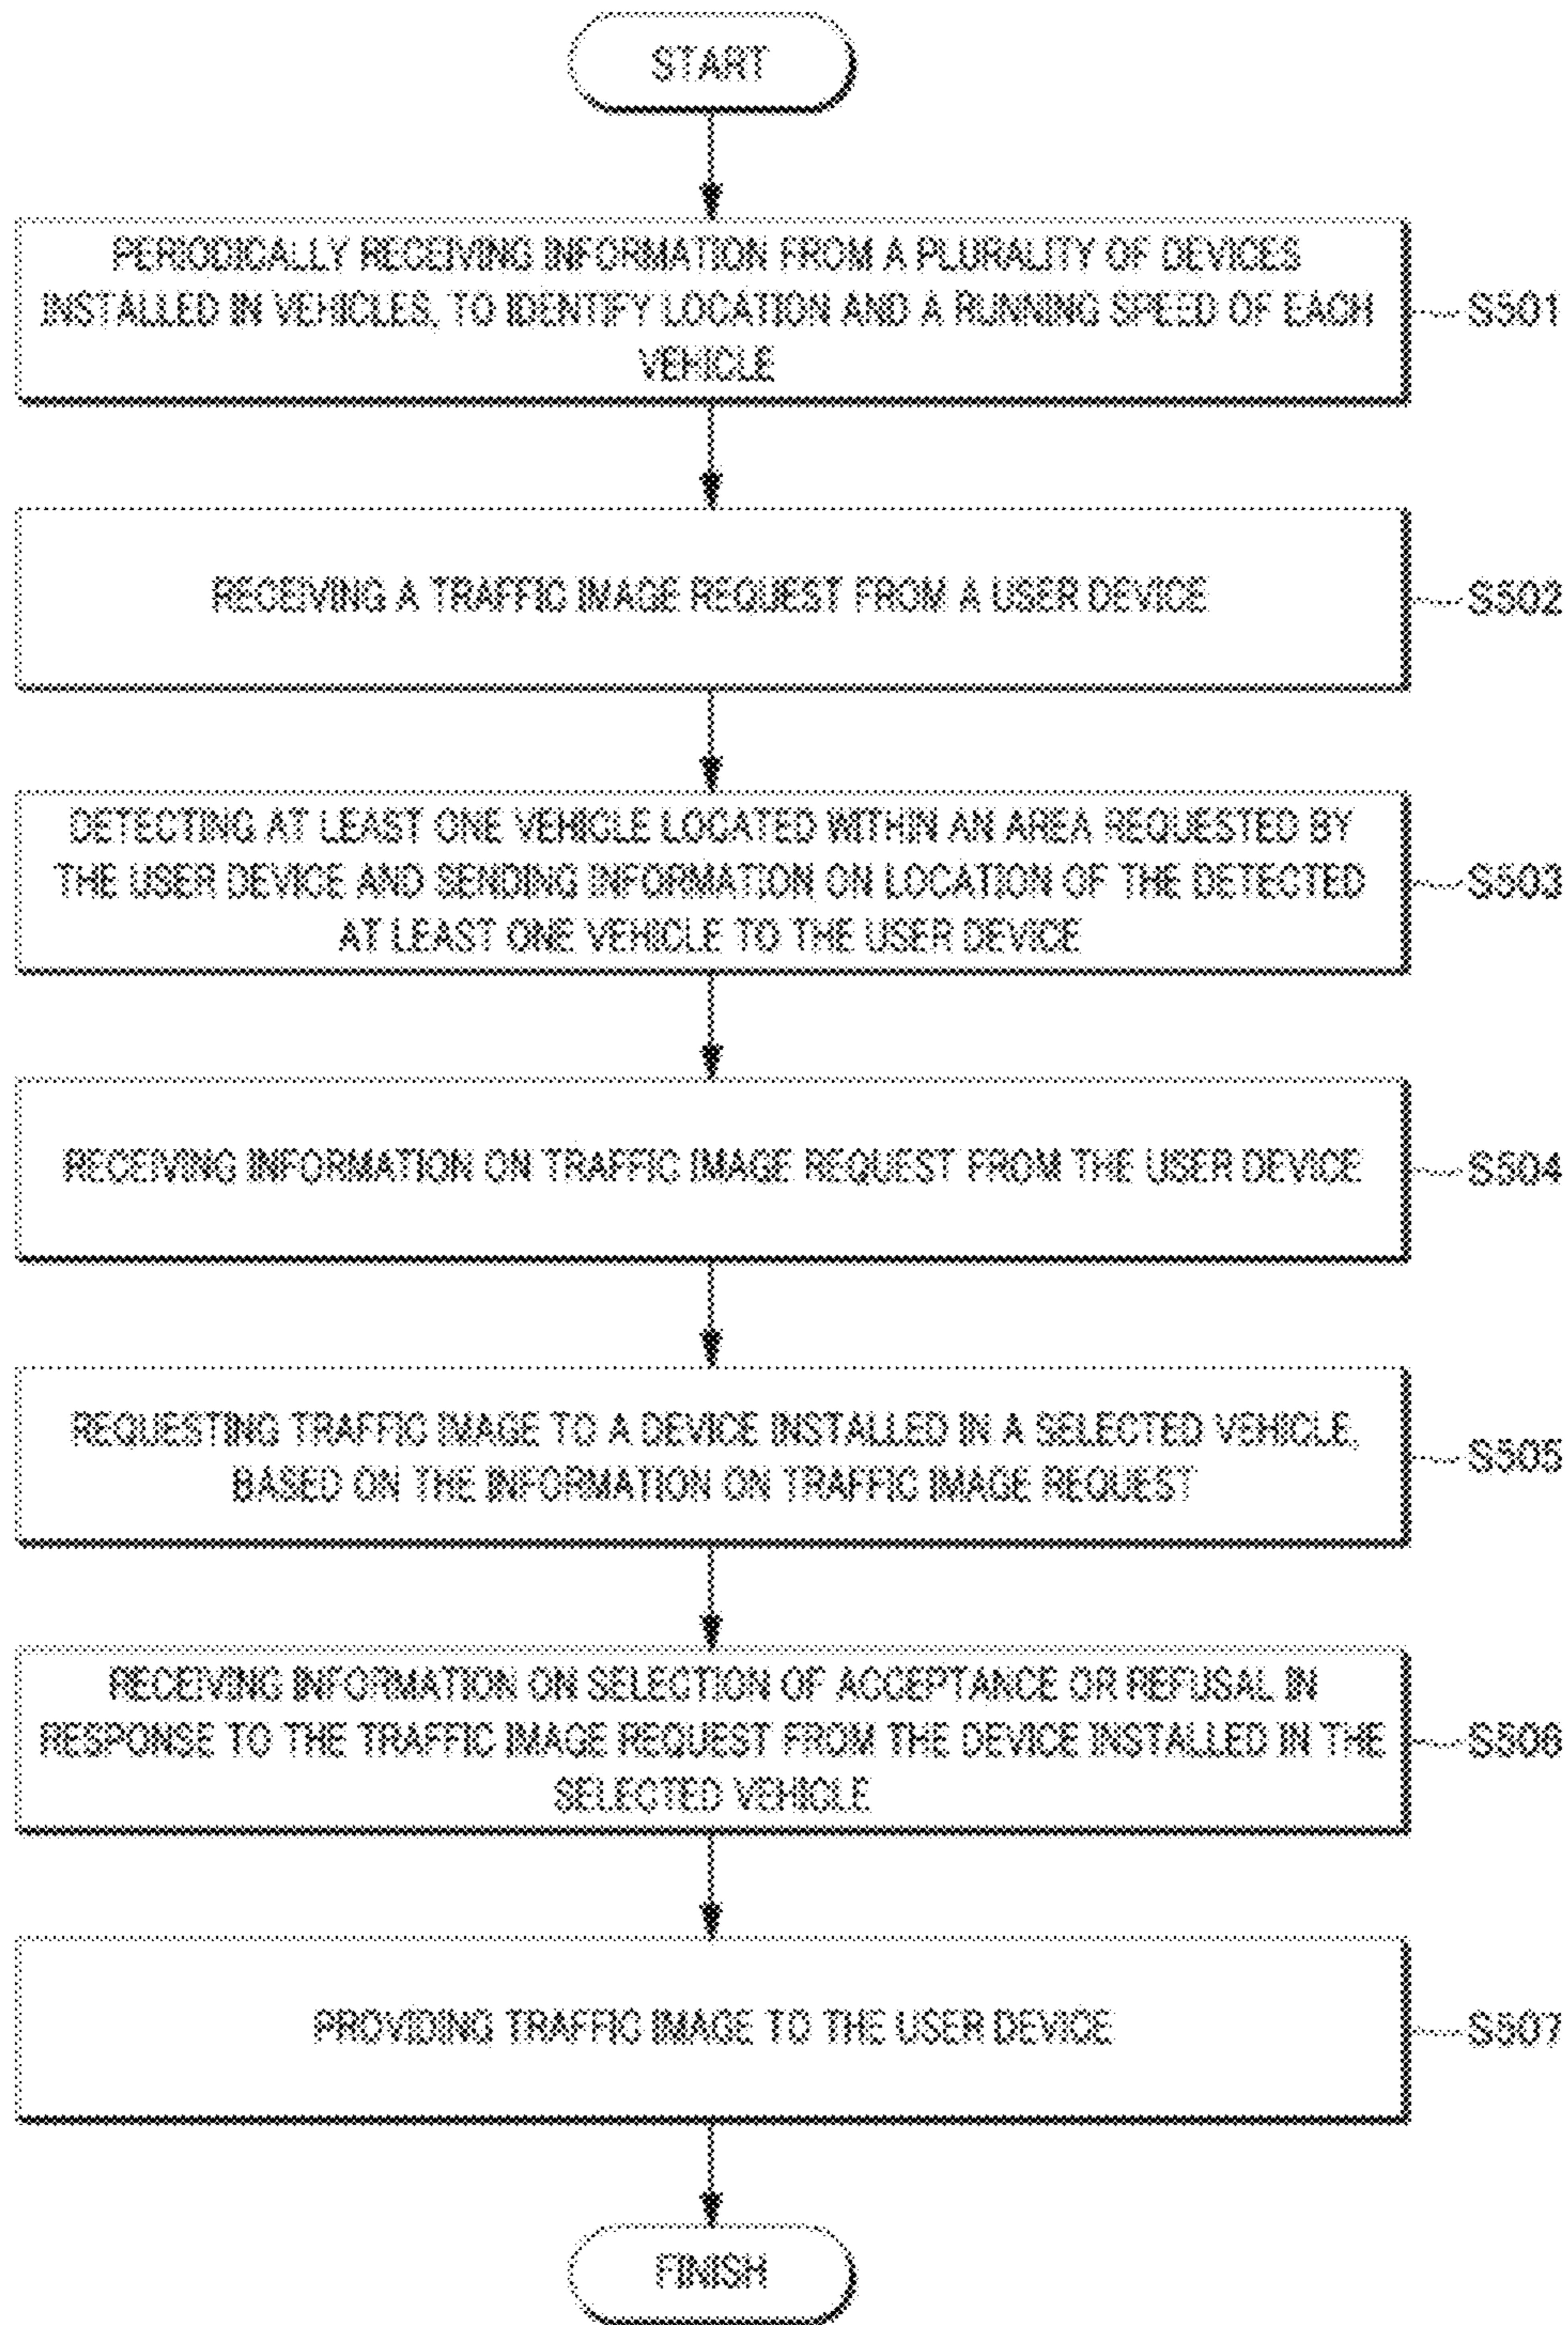 START
PERIODICALLY RECEIVING INFORMATION FROM A PLURALITY OF DEVICES
INSTALLED IN VEHICLES, TO IDENTIFY LOCATION AND A RUNNING SPEED OF EACH
VEHICLE
S501
RECEIVING A TRAFFIC IMAGE REQUEST FROM A USER DEVICE
S502
DETECTING AT LEAST ONE VEHICLE LOCATED WITHIN AN AREA REQUESTED BY
THE USER DEVICE AND SENDING INFORMATION ON LOCATION OF THE DETECTED
AT LEAST ONE VEHICLE TO THE USER DEVICE
S503
RECEIVING INFORMATION ON TRAFFIC IMAGE REQUEST FROM THE USER DEVICE
S504
REQUESTING TRAFFIC IMAGE TO A DEVICE INSTALLED IN A SELECTED VEHICLE,
BASED ON THE INFORMATION ON TRAFFIC IMAGE REQUEST
S505
RECEIVING INFORMATION ON SELECTION OF ACCEPTANCE OR REFUSAL IN
RESPONSE TO THE TRAFFIC IMAGE REQUEST FROM THE DEVICE INSTALLED IN THE
SELECTED VEHICLE
S506
PROVIDING TRAFFIC IMAGE TO THE USER DEVICE
S507
FINISH